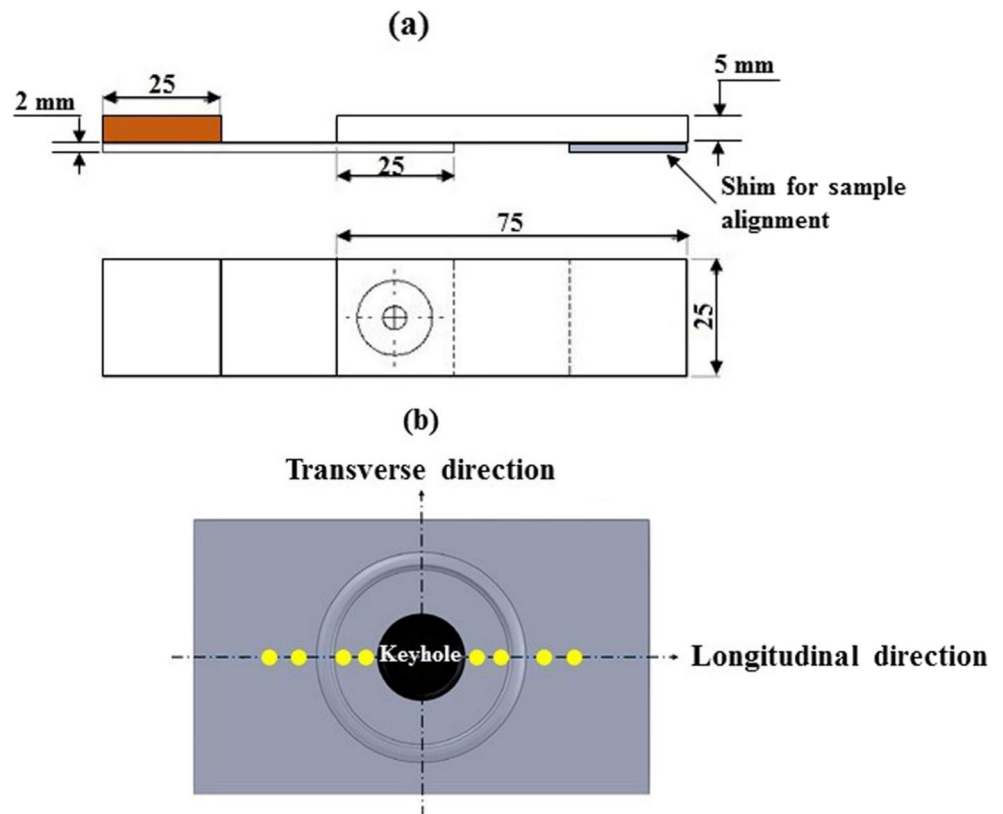 (a)
25
5 mm
2 mm
25
Shim for sample
alignment
75
25
(b)
Transverse direction
Keyhole
Longitudinal direction